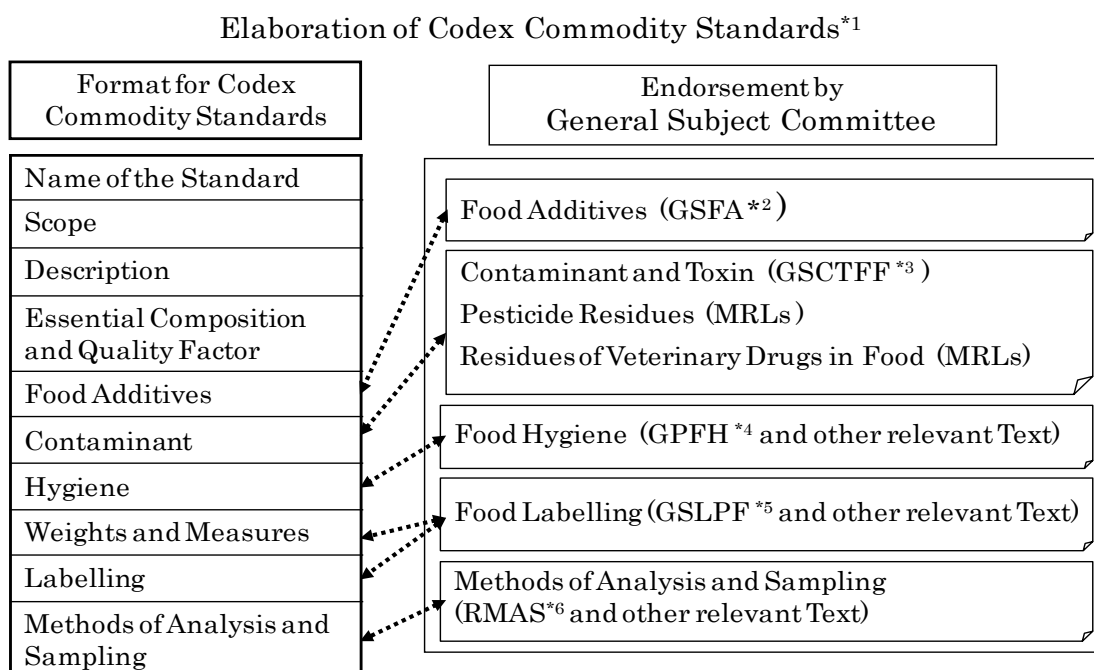 Elaboration of Codex Commodity Standards*1
Format for Codex
Commodity Standards
Endorsement by
General Subject Committee
Name of the Standard
Scope
Description
Essential Composition
and Quality Factor
Food Additives
Contaminant
Hygiene
Weights and Measures
Labelling
Methods of Analysis and
Sampling
Food Additives (GSFA*2)
Contaminant and Toxin (GSCTFF *3 )
Pesticide Residues (MRLs)
Residues of Veterinary Drugs in Food (MRLs)
Food Hygiene (GPFH *4 and other relevant Text)
Food Labelling (GSLPF *5 and other relevant Text)
Methods of Analysis and Sampling
(RMAS*6 and other relevant Text)